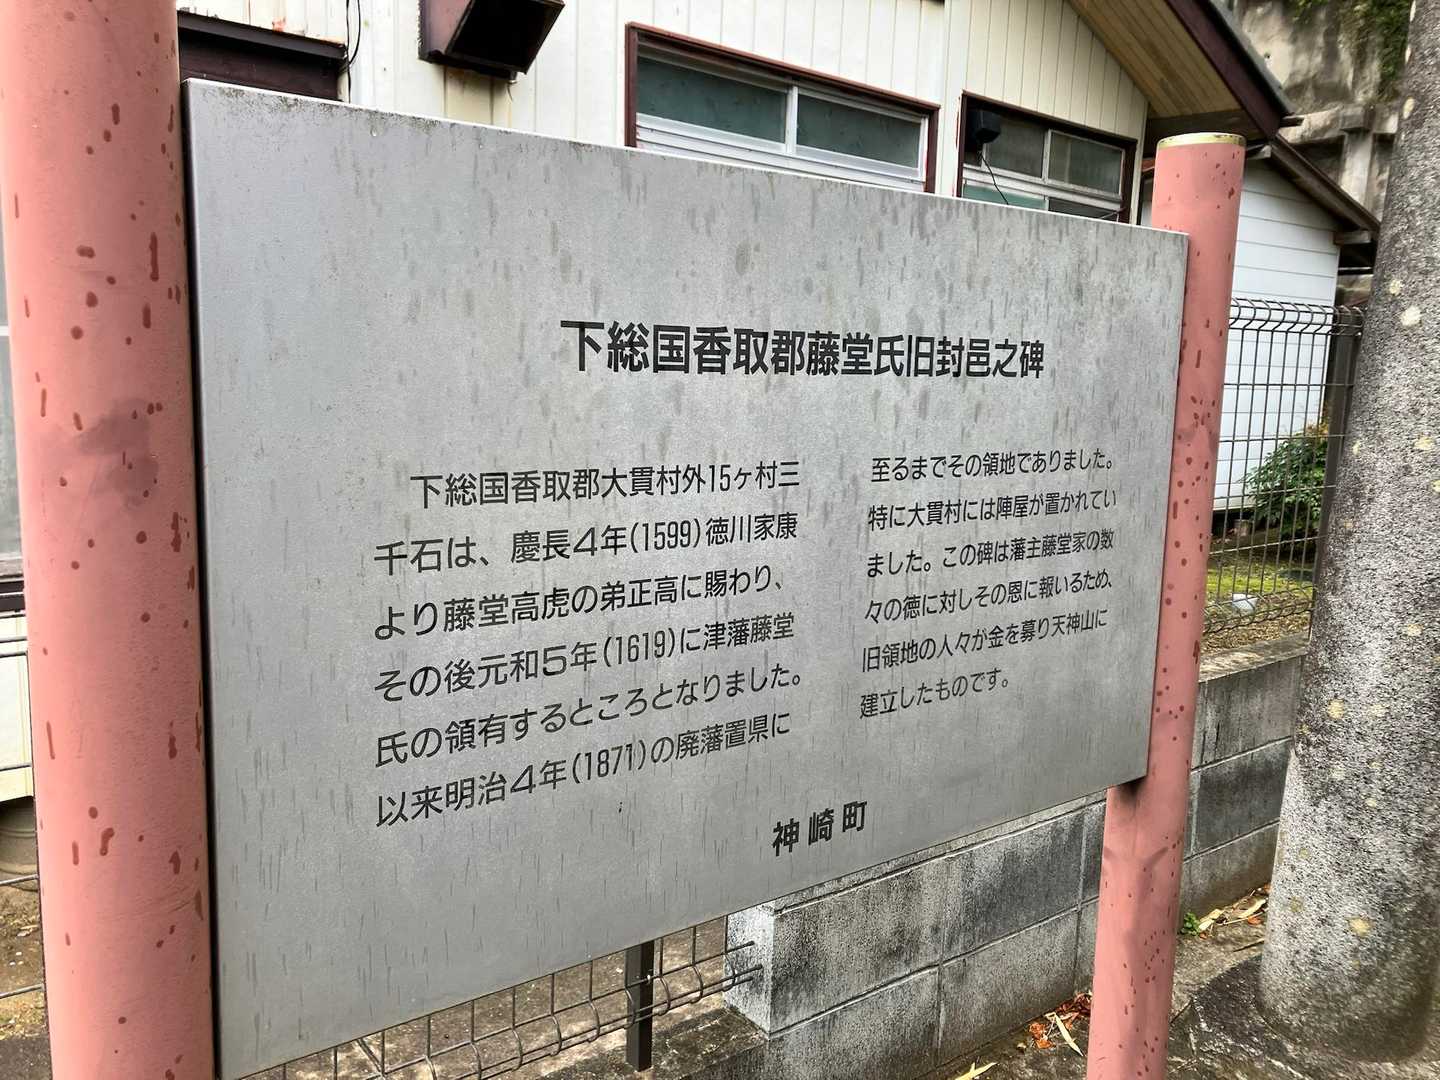 下総国香取郡藤堂氏旧封邑之碑
下総国香取郡大貫村外15ヶ村三
千石は、慶長4年(1599)徳川家康
より藤堂高虎の弟正高に賜わり、
その後元和5年(1619)に津藩藤堂
氏の領有するところとなりました。
以来明治4年(1871)の廃藩置県に
至るまでその領地でありました。
特に大貫村には陣屋が置かれてい
ました。この碑は藩主藤堂家の数
々の徳に対しその恩に報いるため、
旧領地の人々が金を募り天神山に
建立したものです。
神崎町